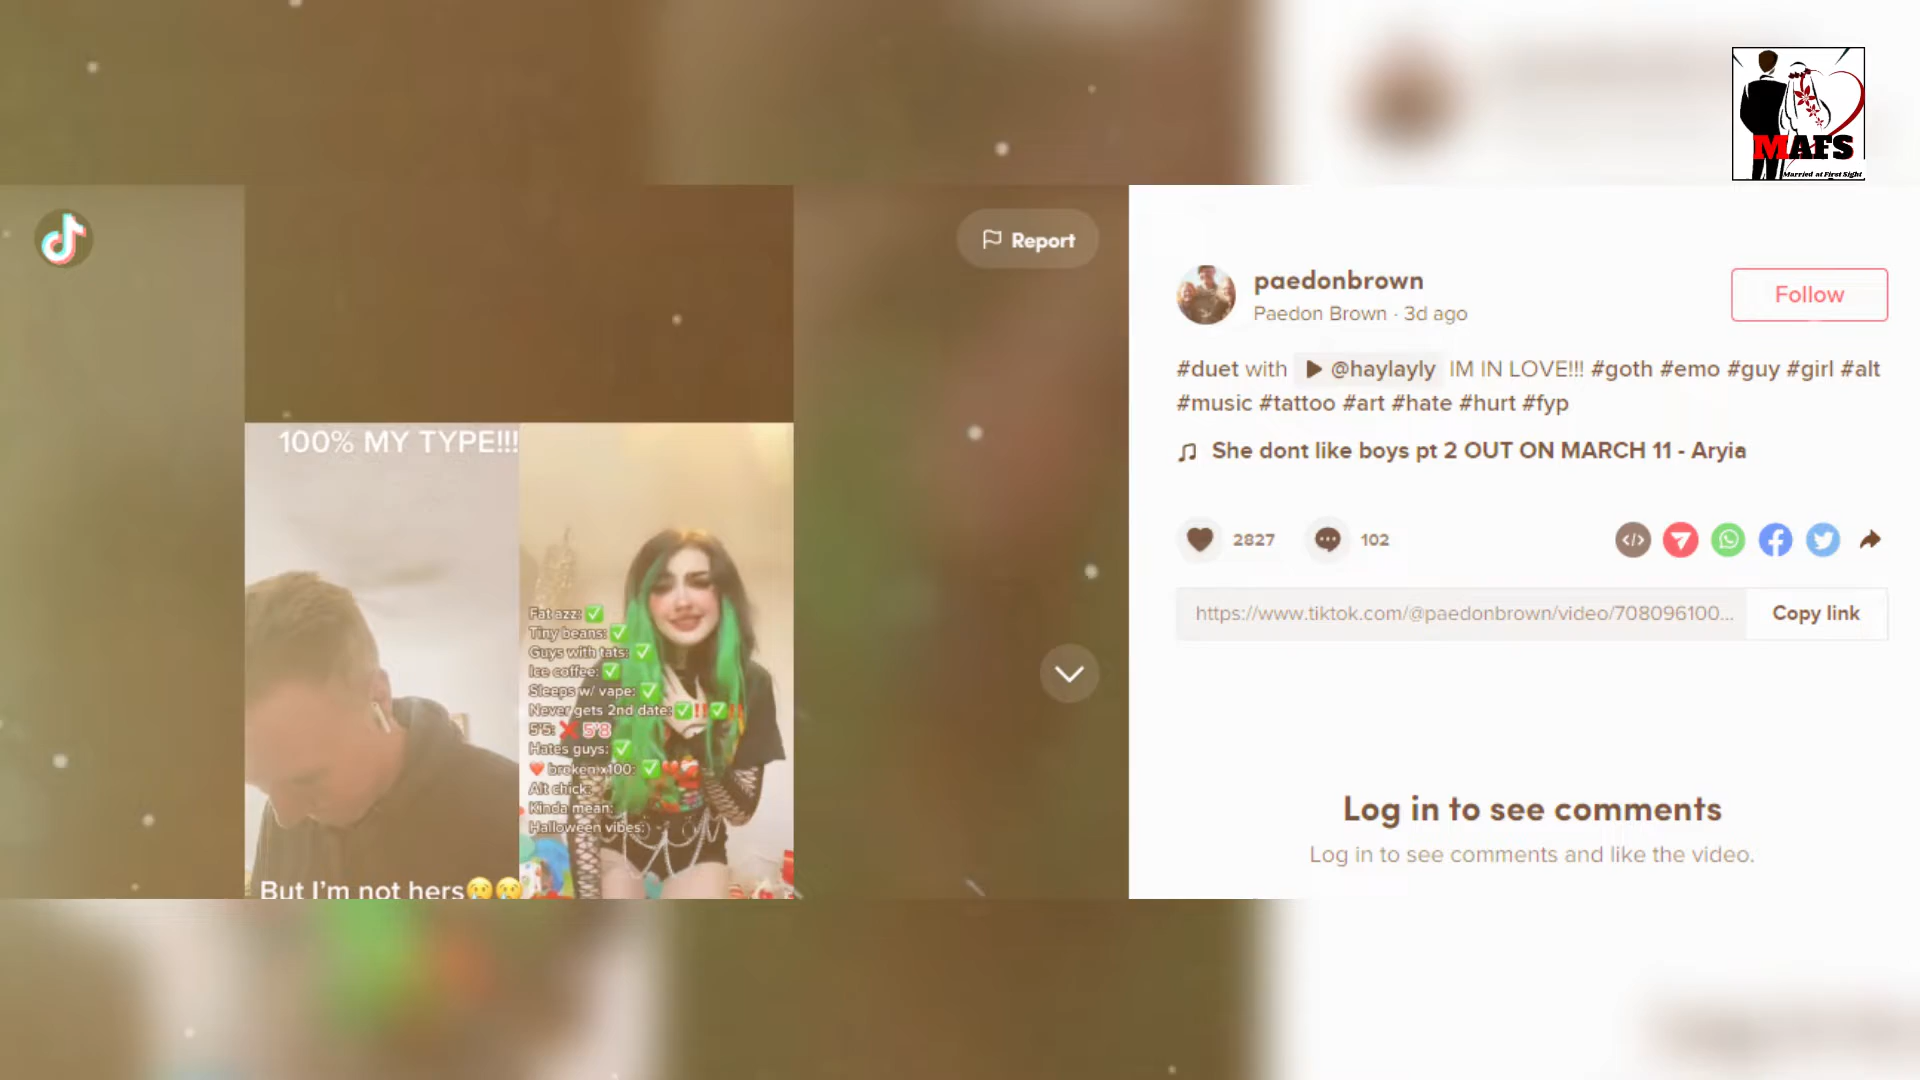 MAFS
Married at First Sight
Report
paedonbrown
Paedon Brown · 3d ago
Follow
#duet with @haylayly IM IN LOVE!!! #goth #emo #guy #girl #alt
#music #tattoo #art #hate #hurt #fyp
She dont like boys pt 2 OUT ON MARCH 11 - Aryia
2827
102
https://www.tiktok.com/@paedonbrown/video/708096100...
Copy link
Log in to see comments
Log in to see comments and like the video.
100% MY TYPE!!!
Fat azz: ✅
Tiny beans: ✅
Guys with tats: ✅
Ice coffee: ✅
Sleeps w/ vape: ✅
Never gets 2nd date: ✅‼️✅‼️
5'5: ❌ 5'8
Hates guys: ✅
❤️ broken x100: ✅
Alt chick:
Kinda mean:
Halloween vibes:
But I'm not hers😢😢